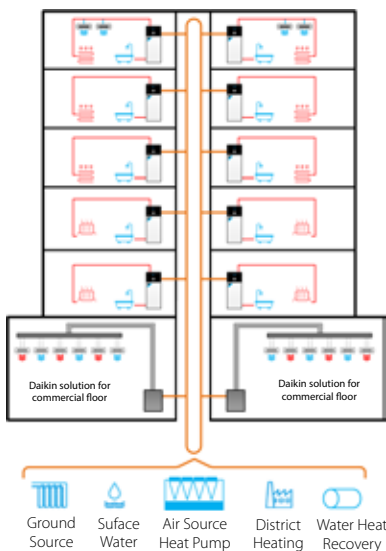 Daikin solution for
commercial floor
Daikin solution for
commercial floor
Ground
Source
Suface
Water
Air Source
Heat Pump
District
Heating
Water Heat
Recovery